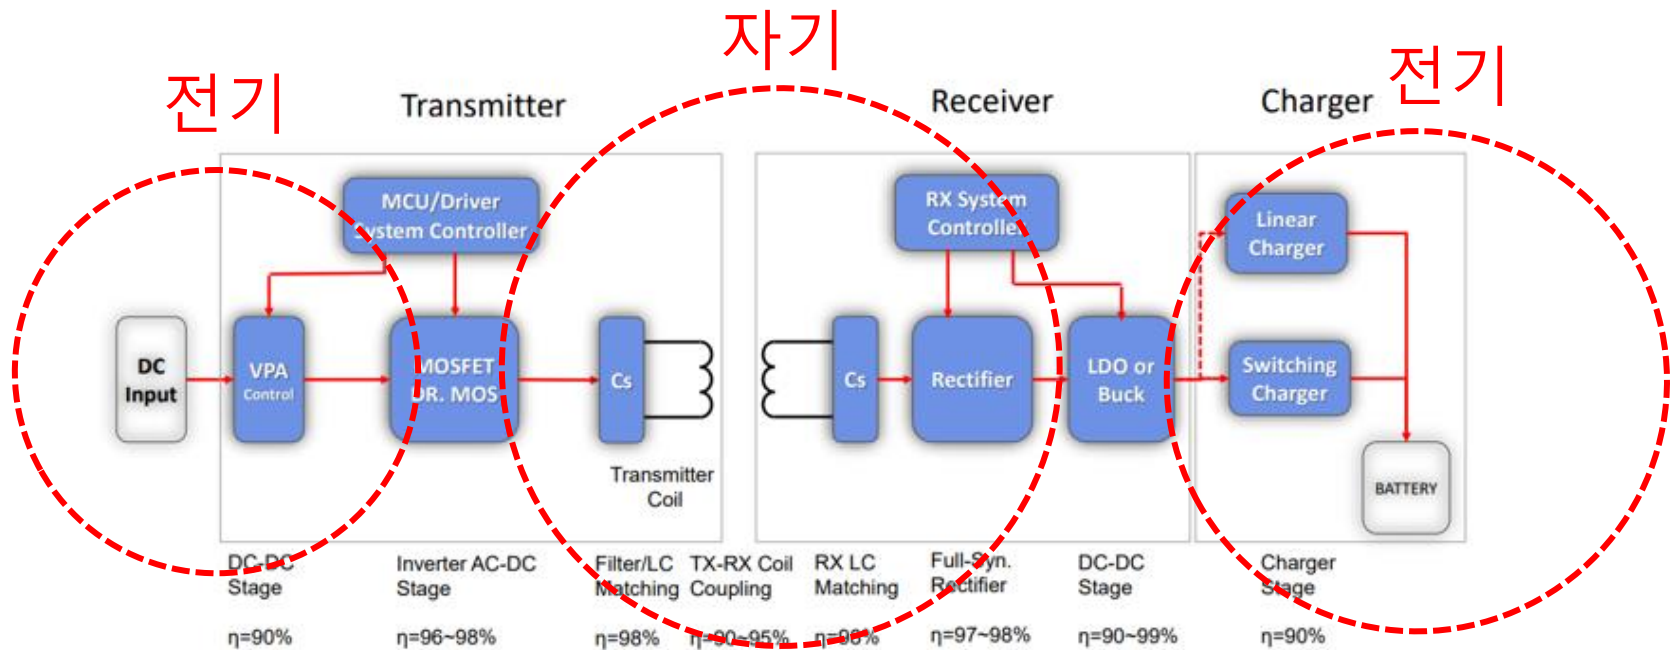 전기
자기
전기
Transmitter
Receiver
Charger
MCU/Driver
System Controller
RX System
Controller
Linear
Charger
DC
Input
VPA
Control
MOSFET
DR. MOS
Cs
Cs
Rectifier
LDO or
Buck
Switching
Charger
Transmitter
Coil
BATTERY
DC-DC
Stage
η=90%
Inverter AC-DC
Stage
η=96~98%
Filter/LC
Matching
η=98%
TX-RX Coil
Coupling
η=90~95%
RX LC
Matching
η=98%
Full-Syn.
Rectifier
η=97~98%
DC-DC
Stage
η=90~99%
Charger
Stage
η=90%